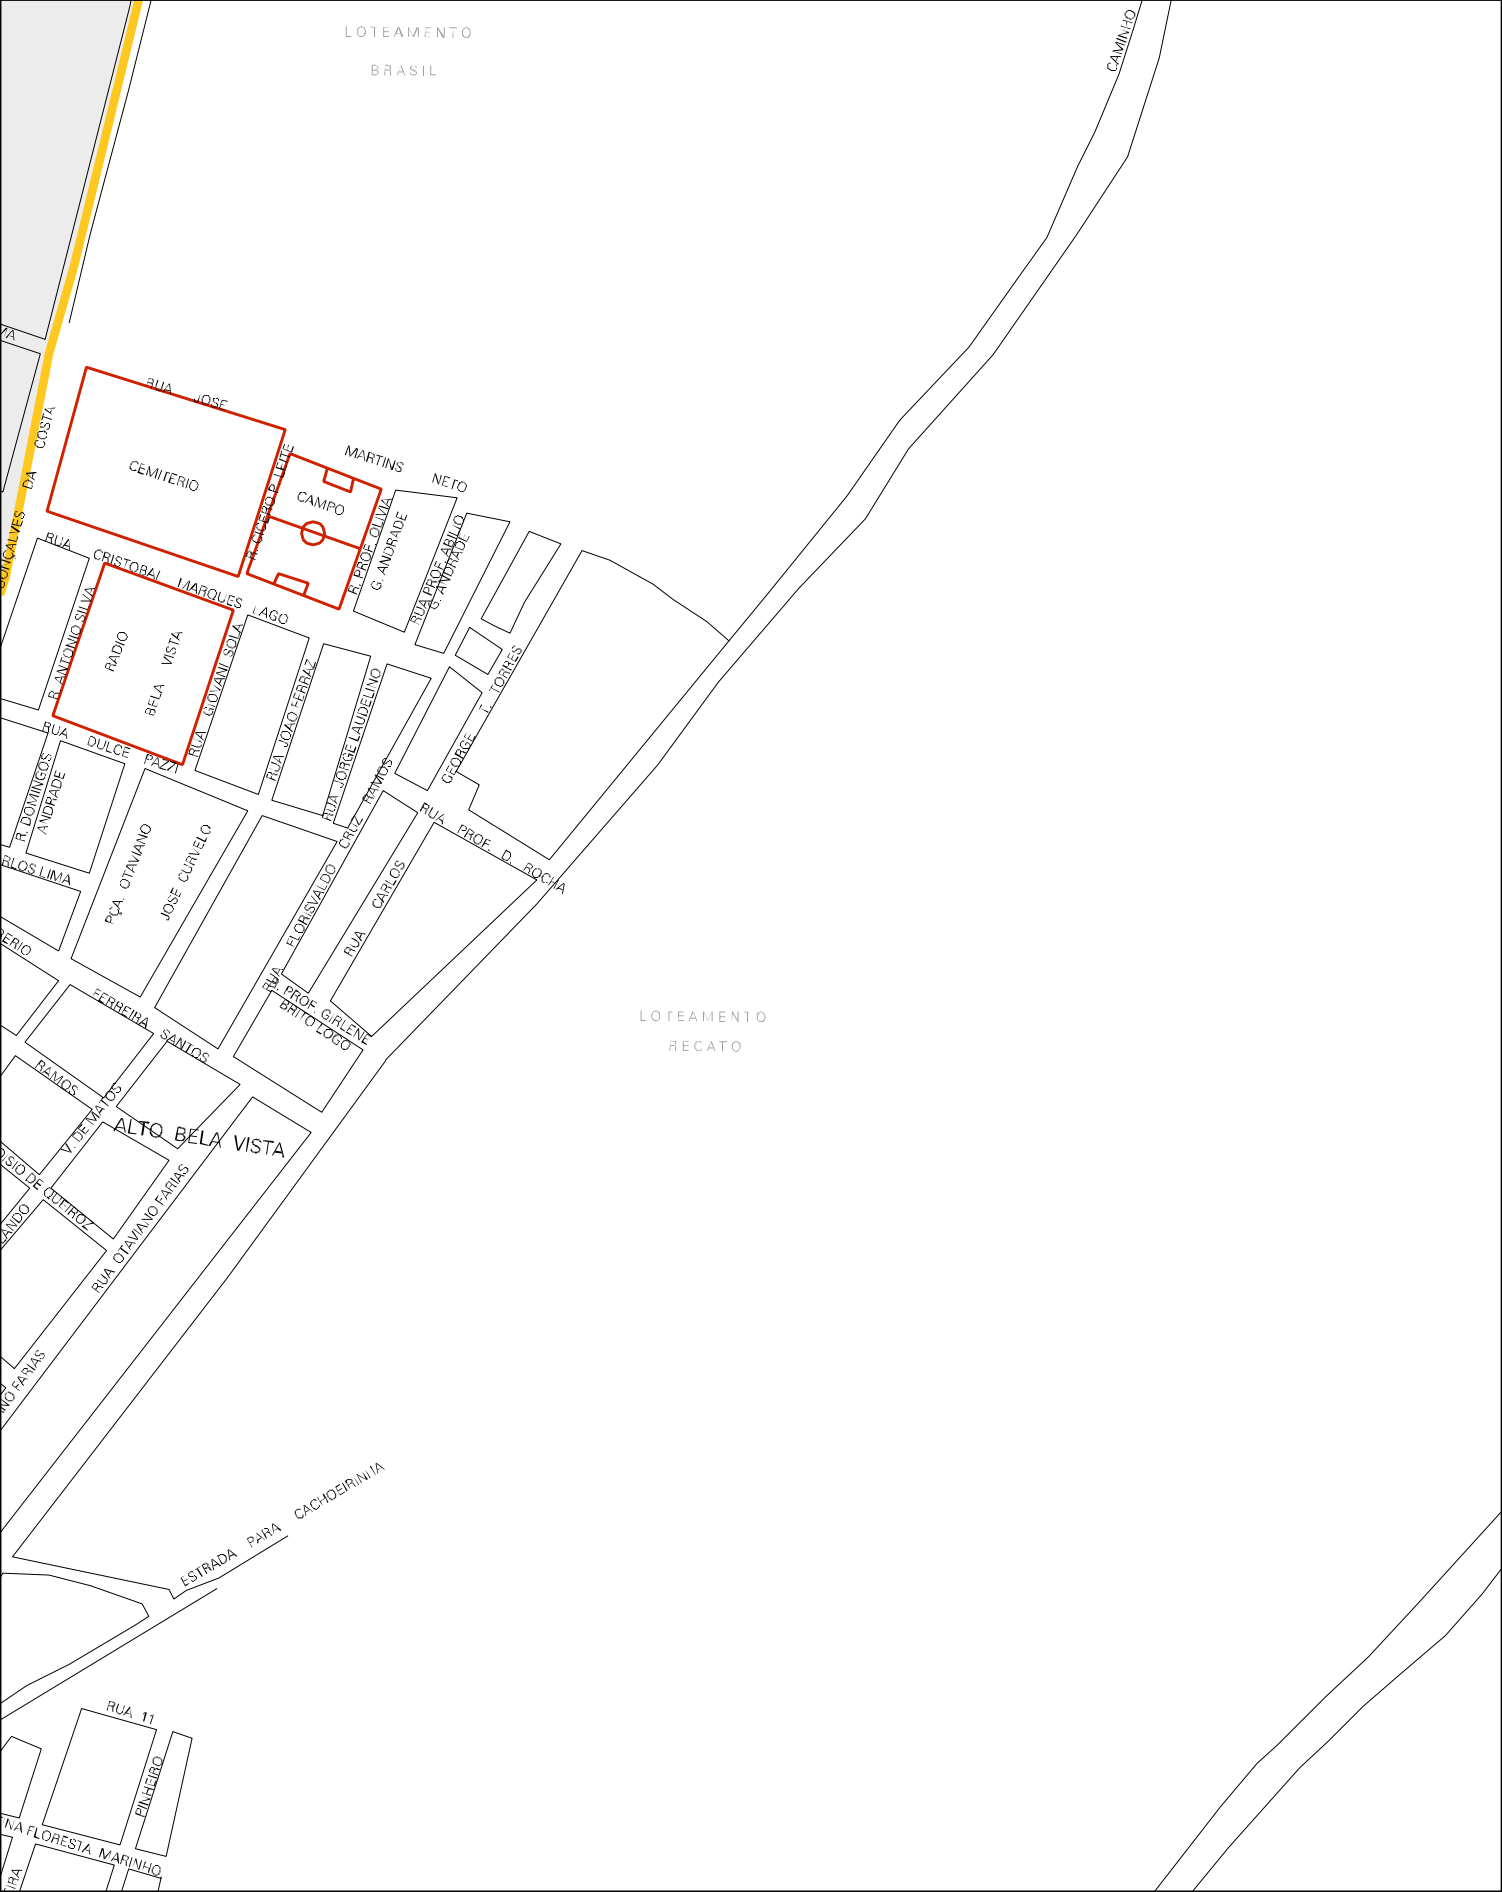 LOTEAMENTO
BRASIL
CAMINHO
RUA JOSE
MARTINS NETO
DA COSTA
CEMITERIO
R. CICERO P. LEITE
CAMPO
R. PROF. OLIVIA
G. ANDRADE
RUA PROF. ABILIO
G. ANDRADE
RUA CRISTOBAL MARQUES LAGO
R. ANTONIO SILVA
RADIO
BELA VISTA
RUA GIOVANI SOLA
RUA JOAO FERRAZ
RUA JORGE LAUDELINO
GEORGE T. TORRES
RUA DULCE PAZZI
R. DOMINGOS
ANDRADE
PÇA. OTAVIANO
JOSE CURVELO
RUA FLORISVALDO CRUZ RAMOS
RUA CARLOS
RUA PROF. D. ROCHA
RLOS LIMA
BERIO
FERREIRA SANTOS
R. PROF. GIRLENE
BRITO LOGO
LOTEAMENTO
RECATO
RAMOS
V. DE MATOS
ALTO BELA VISTA
DE QUEIROZ
RUA OTAVIANO FARIAS
FARIAS
ESTRADA PARA CACHOEIRINHA
RUA 11
PINHEIRO
FLORESTA MARINHO